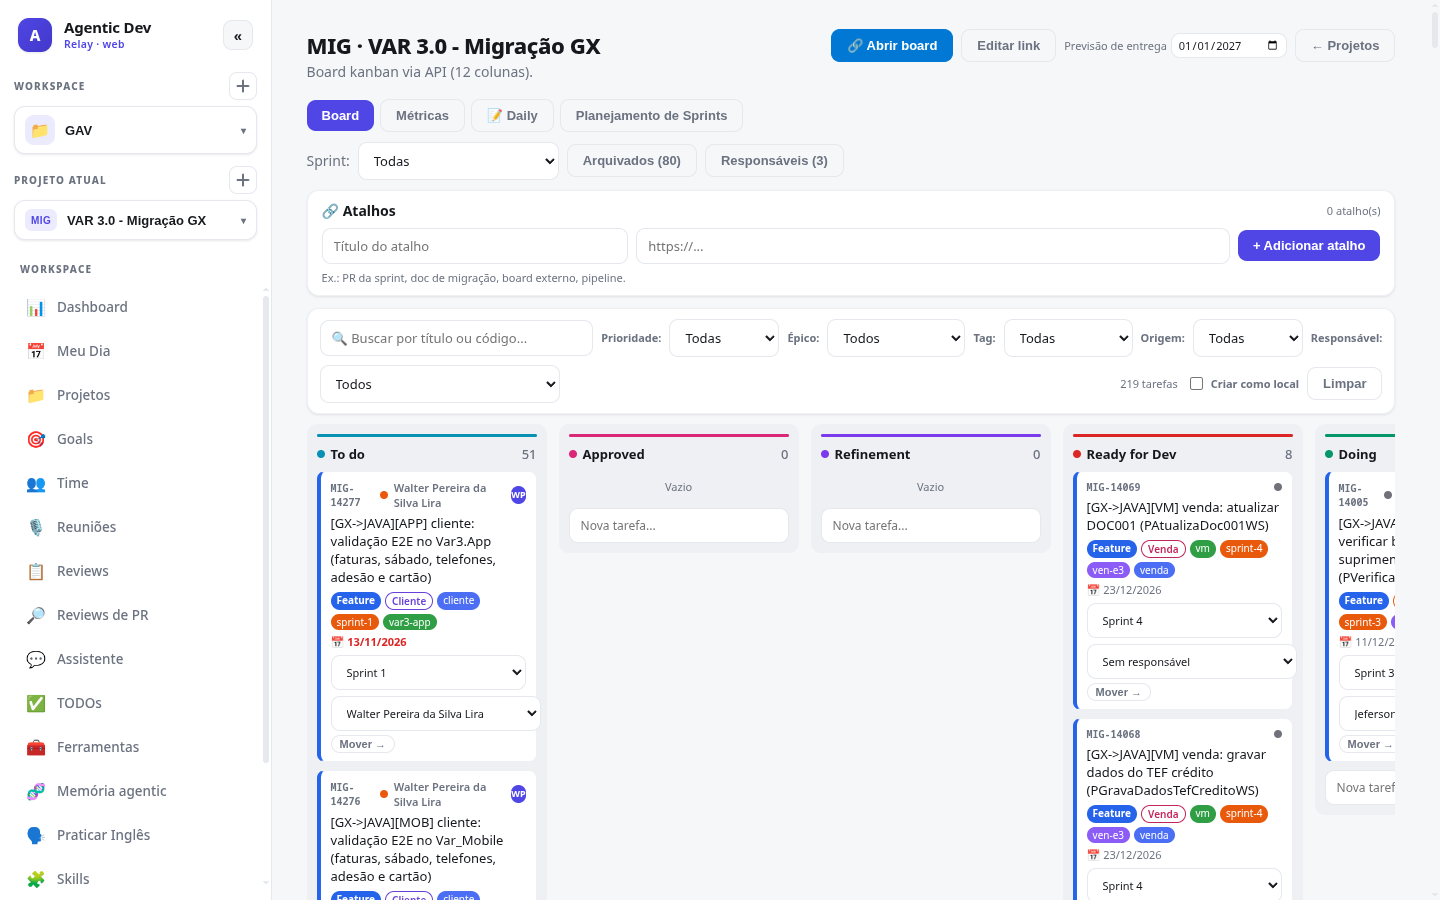 A
Agentic Dev
Relay · web
«
WORKSPACE
GAV
PROJETO ATUAL
MIG VAR 3.0 - Migração GX
WORKSPACE
Dashboard
Meu Dia
Projetos
Goals
Time
Reuniões
Reviews
Reviews de PR
Assistente
TODOs
Ferramentas
Memória agentic
Praticar Inglês
Skills
MIG · VAR 3.0 - Migração GX
Board kanban via API (12 colunas).
Abrir board
Editar link
Previsão de entrega 01/01/2027
← Projetos
Board
Métricas
Daily
Planejamento de Sprints
Sprint: Todas
Arquivados (80)
Responsáveis (3)
Atalhos
0 atalho(s)
Título do atalho
https://...
+ Adicionar atalho
Ex.: PR da sprint, doc de migração, board externo, pipeline.
Buscar por título ou código...
Prioridade: Todas
Épico: Todos
Tag: Todas
Origem: Todas
Responsável:
Todos
219 tarefas
Criar como local
Limpar
To do 51
MIG-
14277
Walter Pereira da
Silva Lira
WP
[GX->JAVA][APP] cliente:
validação E2E no Var3.App
(faturas, sábado, telefones,
adesão e cartão)
Feature Cliente cliente
sprint-1 var3-app
13/11/2026
Sprint 1
Walter Pereira da Silva Lira
Mover →
MIG-
14276
Walter Pereira da
Silva Lira
WP
[GX->JAVA][MOB] cliente:
validação E2E no Var_Mobile
(faturas, sábado, telefones,
adesão e cartão)
Feature Cliente cliente
Approved 0
Vazio
Nova tarefa...
Refinement 0
Vazio
Nova tarefa...
Ready for Dev 8
MIG-14069
[GX->JAVA][VM] venda: atualizar
DOC001 (PAtualizaDoc001WS)
Feature Venda vm sprint-4
ven-e3 venda
23/12/2026
Sprint 4
Sem responsável
Mover →
MIG-14068
[GX->JAVA][VM] venda: gravar
dados do TEF crédito
(PGravaDadosTefCreditoWS)
Feature Venda vm sprint-4
ven-e3 venda
23/12/2026
Sprint 4
Doing
MIG-
14005
[GX->JAVA
verificar b
suprimen
(PVerifica
Feature
sprint-3
11/12/2
Sprint 3
Jeferson
Mover →
Nova taref